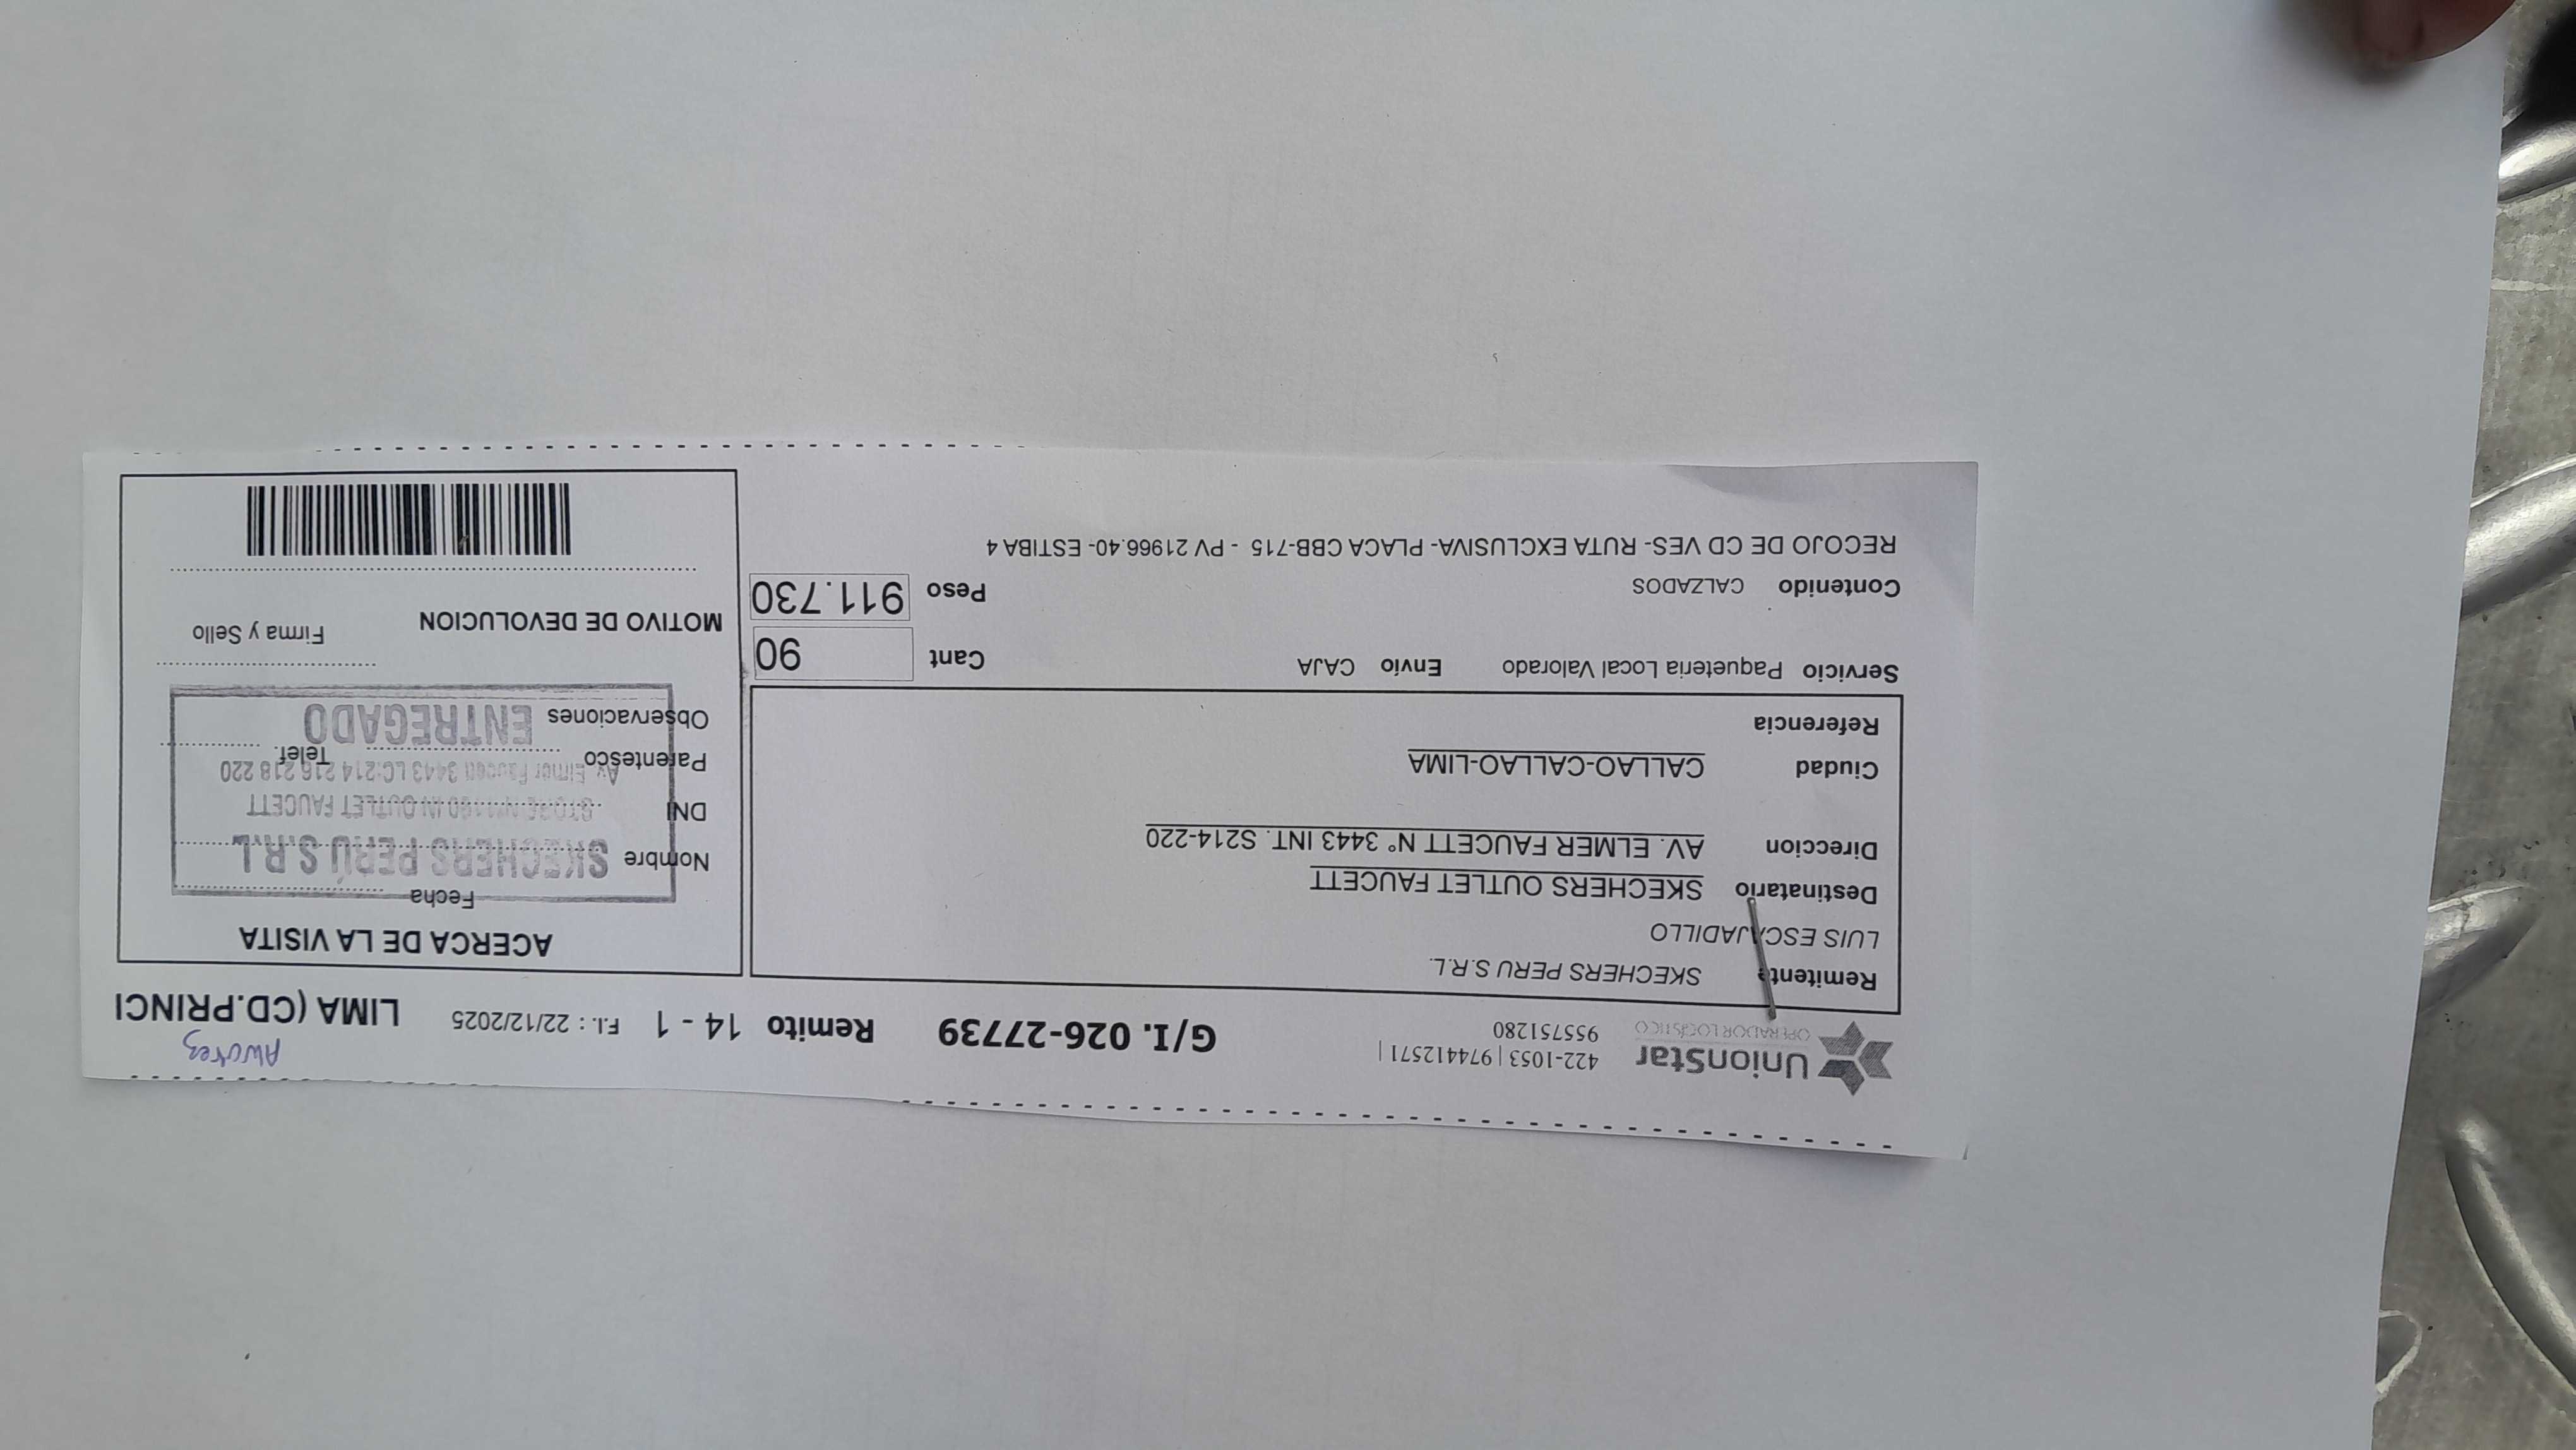 UnionStar
OPERADOR LOGÍSTICO
422-1053 | 974412571 |
955751280
G/I. 026-27739
Remito 14 - 1
F.I. : 22/12/2025
LIMA (CD.PRINCI
Remitente SKECHERS PERU S.R.L.
LUIS ESCAJADILLO
Destinatario SKECHERS OUTLET FAUCETT
Direccion AV. ELMER FAUCETT N° 3443 INT. S214-220
Ciudad CALLAO-CALLAO-LIMA
Referencia
Servicio Paqueteria Local Valorado Envío CAJA
Cant 90
Contenido CALZADOS
Peso 911.730
RECOJO DE CD VES- RUTA EXCLUSIVA- PLACA CBB-715 - PV 21966.40- ESTIBA 4
ACERCA DE LA VISITA
Fecha
Nombre
SKECHERS PERÚ S.R.L
DNI
OUTLET FAUCETT
Parentesco
Telef.
Av. Elmer Faucett 3443 LC:214 216 218 220
Observaciones
ENTREGADO
MOTIVO DE DEVOLUCION
Firma y Sello